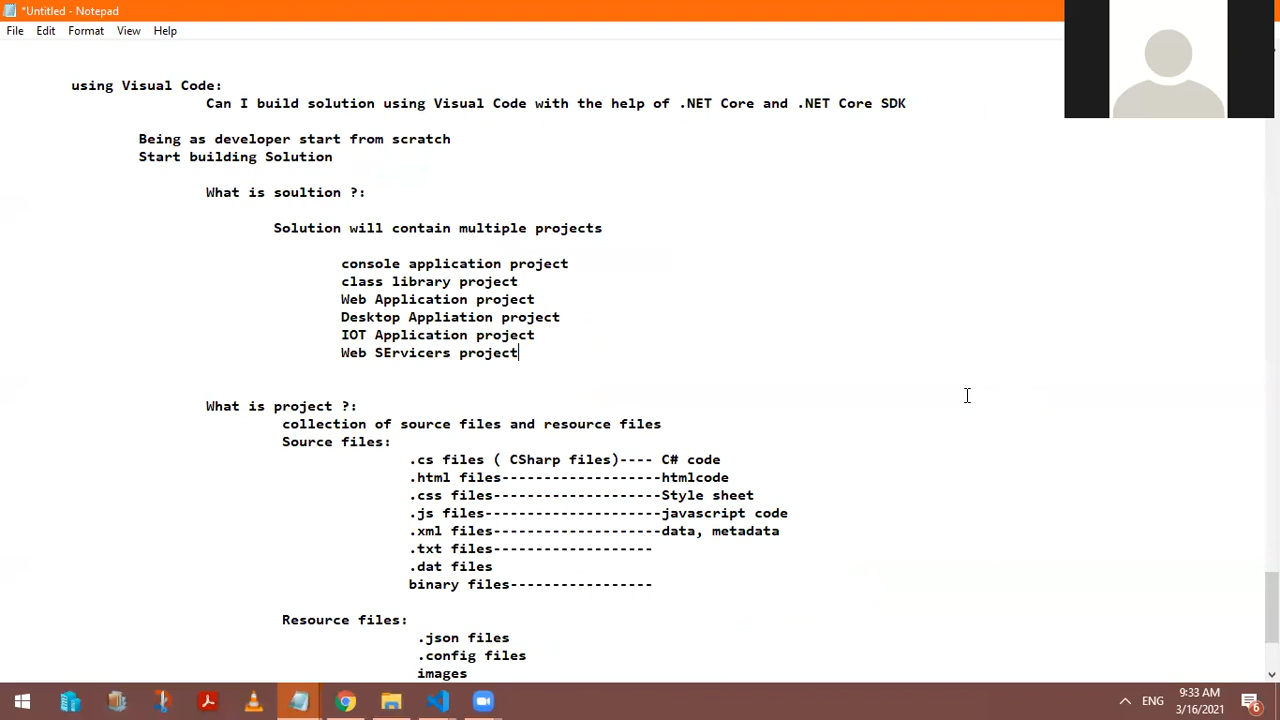 *Untitled - Notepad
File Edit Format View Help
using Visual Code:
Can I build solution using Visual Code with the help of .NET Core and .NET Core SDK
Being as developer start from scratch
Start building Solution
What is soultion ?:
Solution will contain multiple projects
console application project
class library project
Web Application project
Desktop Appliation project
IOT Application project
Web SErvicers project
What is project ?:
collection of source files and resource files
Source files:
.cs files ( CSharp files)---- C# code
.html files-------------------htmlcode
.css files--------------------Style sheet
.js files---------------------javascript code
.xml files--------------------data, metadata
.txt files-------------------
.dat files
binary files-----------------
Resource files:
.json files
.config files
images
ENG
9:33 AM
3/16/2021
6